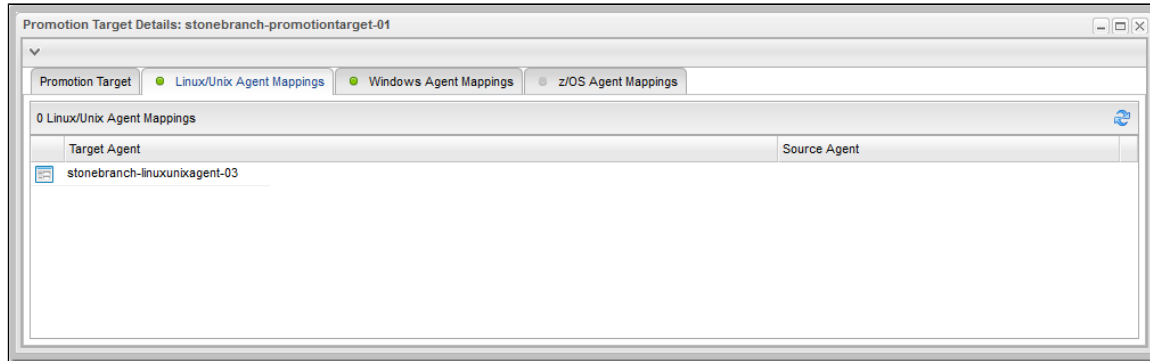 Promotion Target Details: stonebranch-promotiontarget-01
Promotion Target Linux/Unix Agent Mappings Windows Agent Mappings z/OS Agent Mappings
0 Linux/Unix Agent Mappings
Target Agent Source Agent
stonebranch-linuxunixagent-03